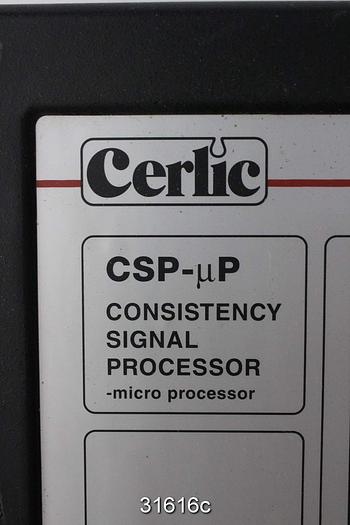 Cerlic
CSP-μP
CONSISTENCY
SIGNAL
PROCESSOR
-micro processor
31616c